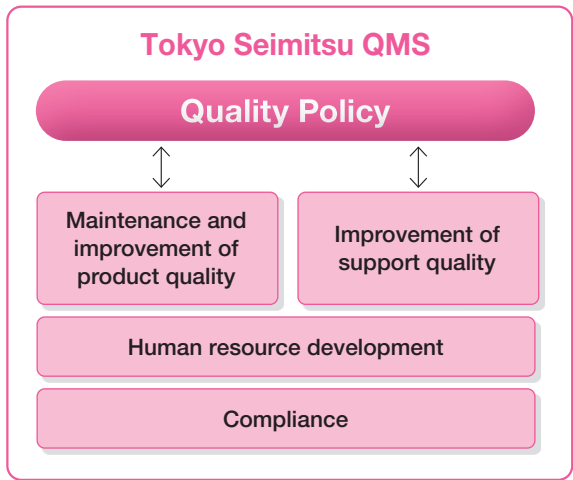 Tokyo Seimitsu QMS
Quality Policy
Maintenance and
improvement of
product quality
Improvement of
support quality
Human resource development
Compliance